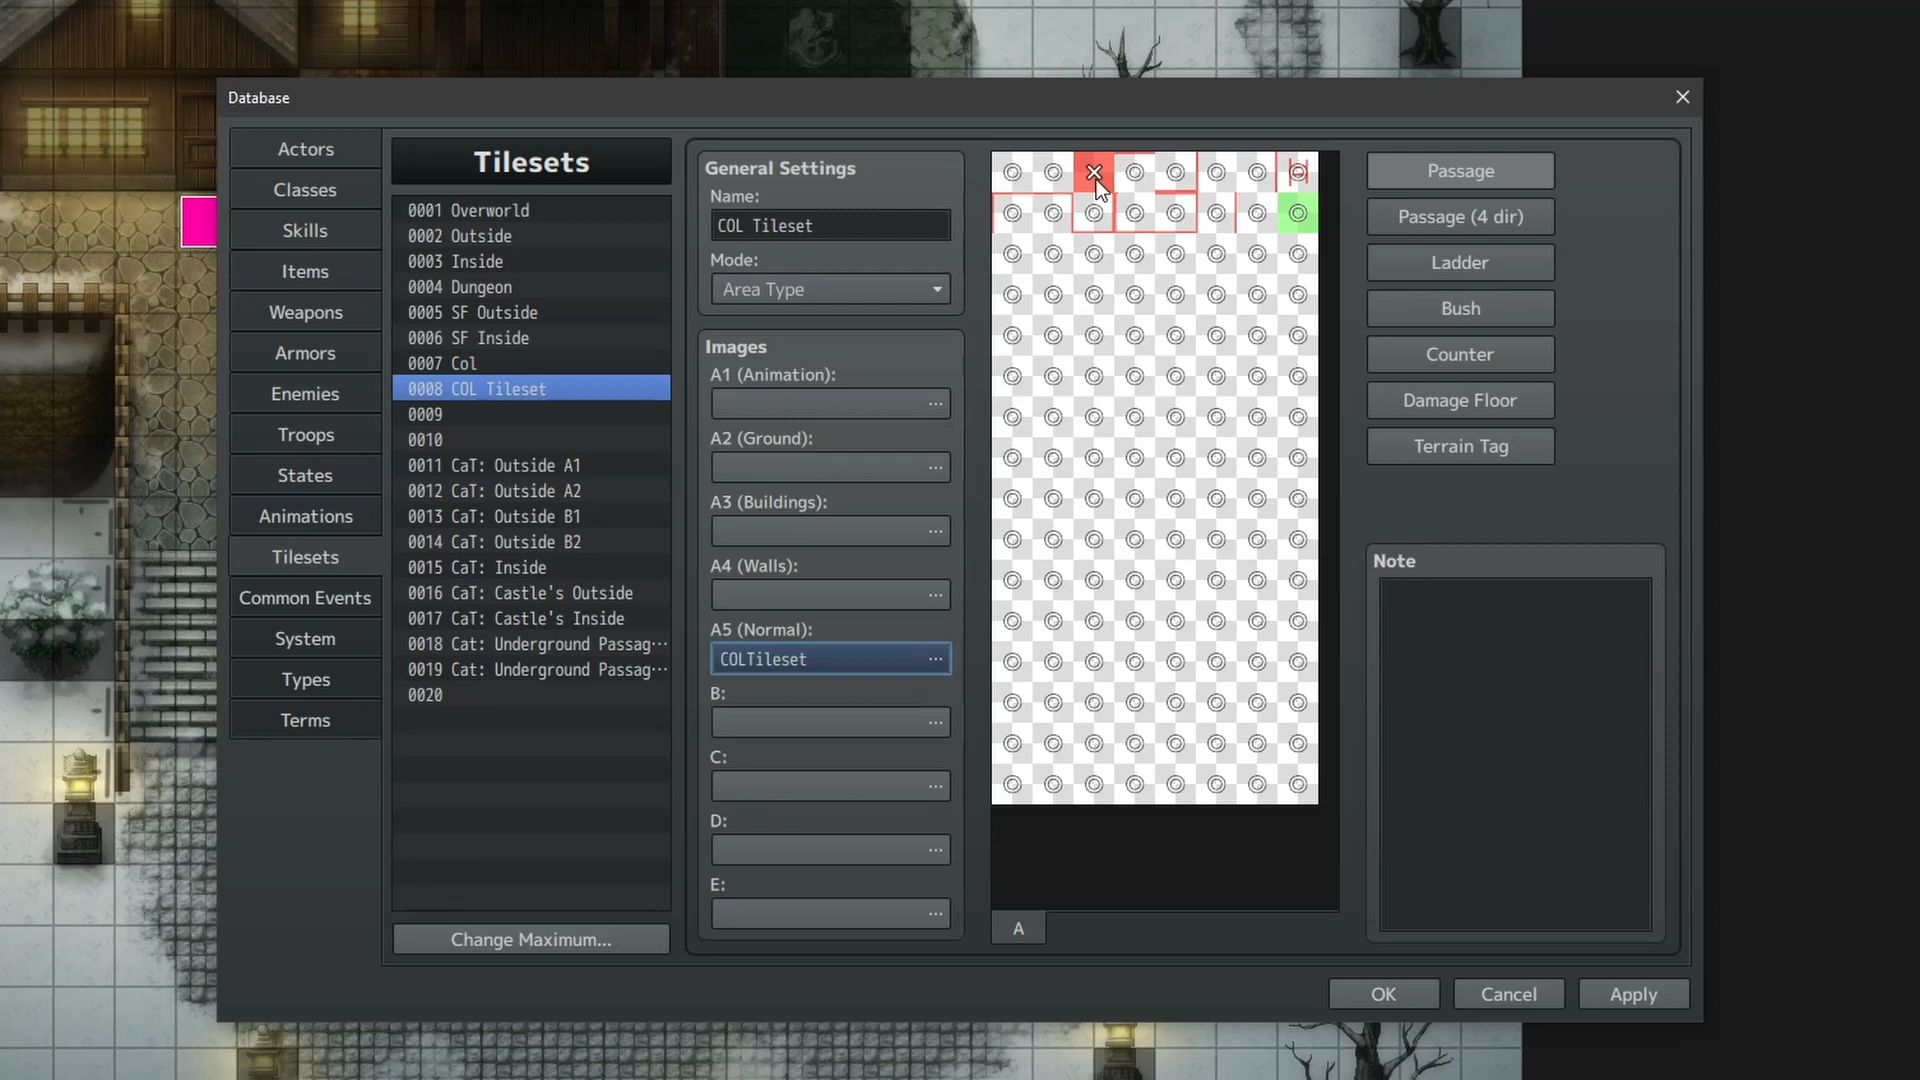 Database
Actors
Classes
Skills
Items
Weapons
Armors
Enemies
Troops
States
Animations
Tilesets
Common Events
System
Types
Terms
Tilesets
0001 Overworld
0002 Outside
0003 Inside
0004 Dungeon
0005 SF Outside
0006 SF Inside
0007 Col
0008 COL Tileset
0009
0010
0011 CaT: Outside A1
0012 CaT: Outside A2
0013 CaT: Outside B1
0014 CaT: Outside B2
0015 CaT: Inside
0016 CaT: Castle's Outside
0017 CaT: Castle's Inside
0018 Cat: Underground Passag⋯
0019 Cat: Underground Passag⋯
0020
Change Maximum...
General Settings
Name:
COL Tileset
Mode:
Area Type
Images
A1 (Animation):
...
A2 (Ground):
...
A3 (Buildings):
...
A4 (Walls):
...
A5 (Normal):
COLTileset ...
B:
...
C:
...
D:
...
E:
...
A
Passage
Passage (4 dir)
Ladder
Bush
Counter
Damage Floor
Terrain Tag
Note
OK
Cancel
Apply